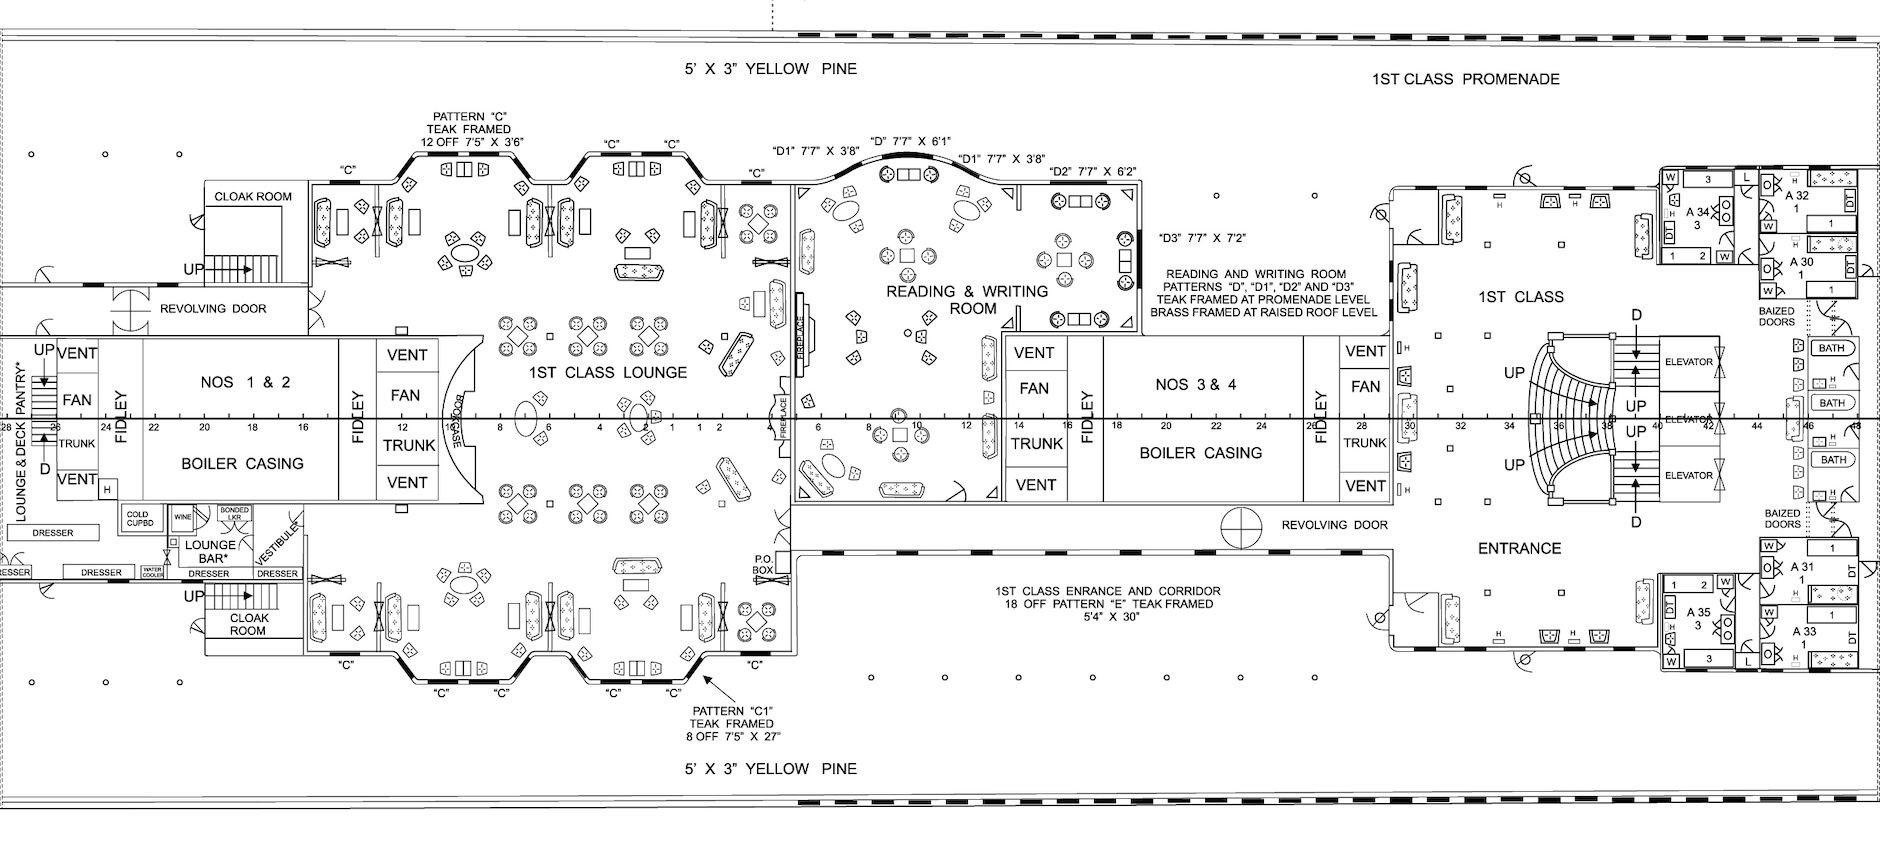 5' X 3" YELLOW PINE
1ST CLASS PROMENADE
PATTERN "C"
TEAK FRAMED
12 OFF 7'5" X 3'6"
"C"
"C"
"C"
"C"
"D1" 7'7" X 3'8"
"D" 7'7" X 6'1"
"D1" 7'7" X 3'8"
"D2" 7'7" X 6'2"
"D3" 7'7" X 7'2"
CLOAK ROOM
UP
REVOLVING DOOR
READING AND WRITING ROOM
PATTERNS "D", "D1", "D2" AND "D3"
TEAK FRAMED AT PROMENADE LEVEL
BRASS FRAMED AT RAISED ROOF LEVEL
READING & WRITING
ROOM
FIREPLACE
1ST CLASS
W
3
L
A 34
3
DT
1 2
W
H
W
H
A 32
1
DT
W
1
H
A 30
1
DT
W
1
BAIZED
DOORS
H
H
UP
VENT
FAN
TRUNK
VENT
H
D
LOUNGE & DECK PANTRY*
FIDLEY
NOS 1 & 2
BOILER CASING
FIDLEY
VENT
FAN
TRUNK
VENT
BOOKCASE
1ST CLASS LOUNGE
FIREPLACE
VENT
FAN
TRUNK
VENT
FIDLEY
NOS 3 & 4
BOILER CASING
FIDLEY
VENT
FAN
TRUNK
VENT
H
H
D
UP
UP
UP
UP
D
ELEVATOR
ELEVATOR
ELEVATOR
BATH
H
BATH
H
BATH
H
28 26 24 22 20 18 16 14 12 10 8 6 4 2 1 1 2 4 6 8 10 12 14 16 18 20 22 24 26 28 30 32 34 36 38 40 42 44 46 48
DRESSER
COLD
CUPBD
WINE
BONDED
LKR
LOUNGE
BAR*
VESTIBULE*
ESSER
DRESSER
WATER
COOLER
DRESSER
DRESSER
UP
CLOAK
ROOM
P.O.
BOX
REVOLVING DOOR
ENTRANCE
BAIZED
DOORS
1ST CLASS ENRANCE AND CORRIDOR
18 OFF PATTERN "E" TEAK FRAMED
5'4" X 30"
H
H
1 2
W
DT
A 35
3
H
W
3
L
W
1
A 31
1
DT
H
W
1
A 33
1
DT
H
"C"
"C"
"C"
"C"
"C"
"C"
PATTERN "C1"
TEAK FRAMED
8 OFF 7'5" X 27"
5' X 3" YELLOW PINE